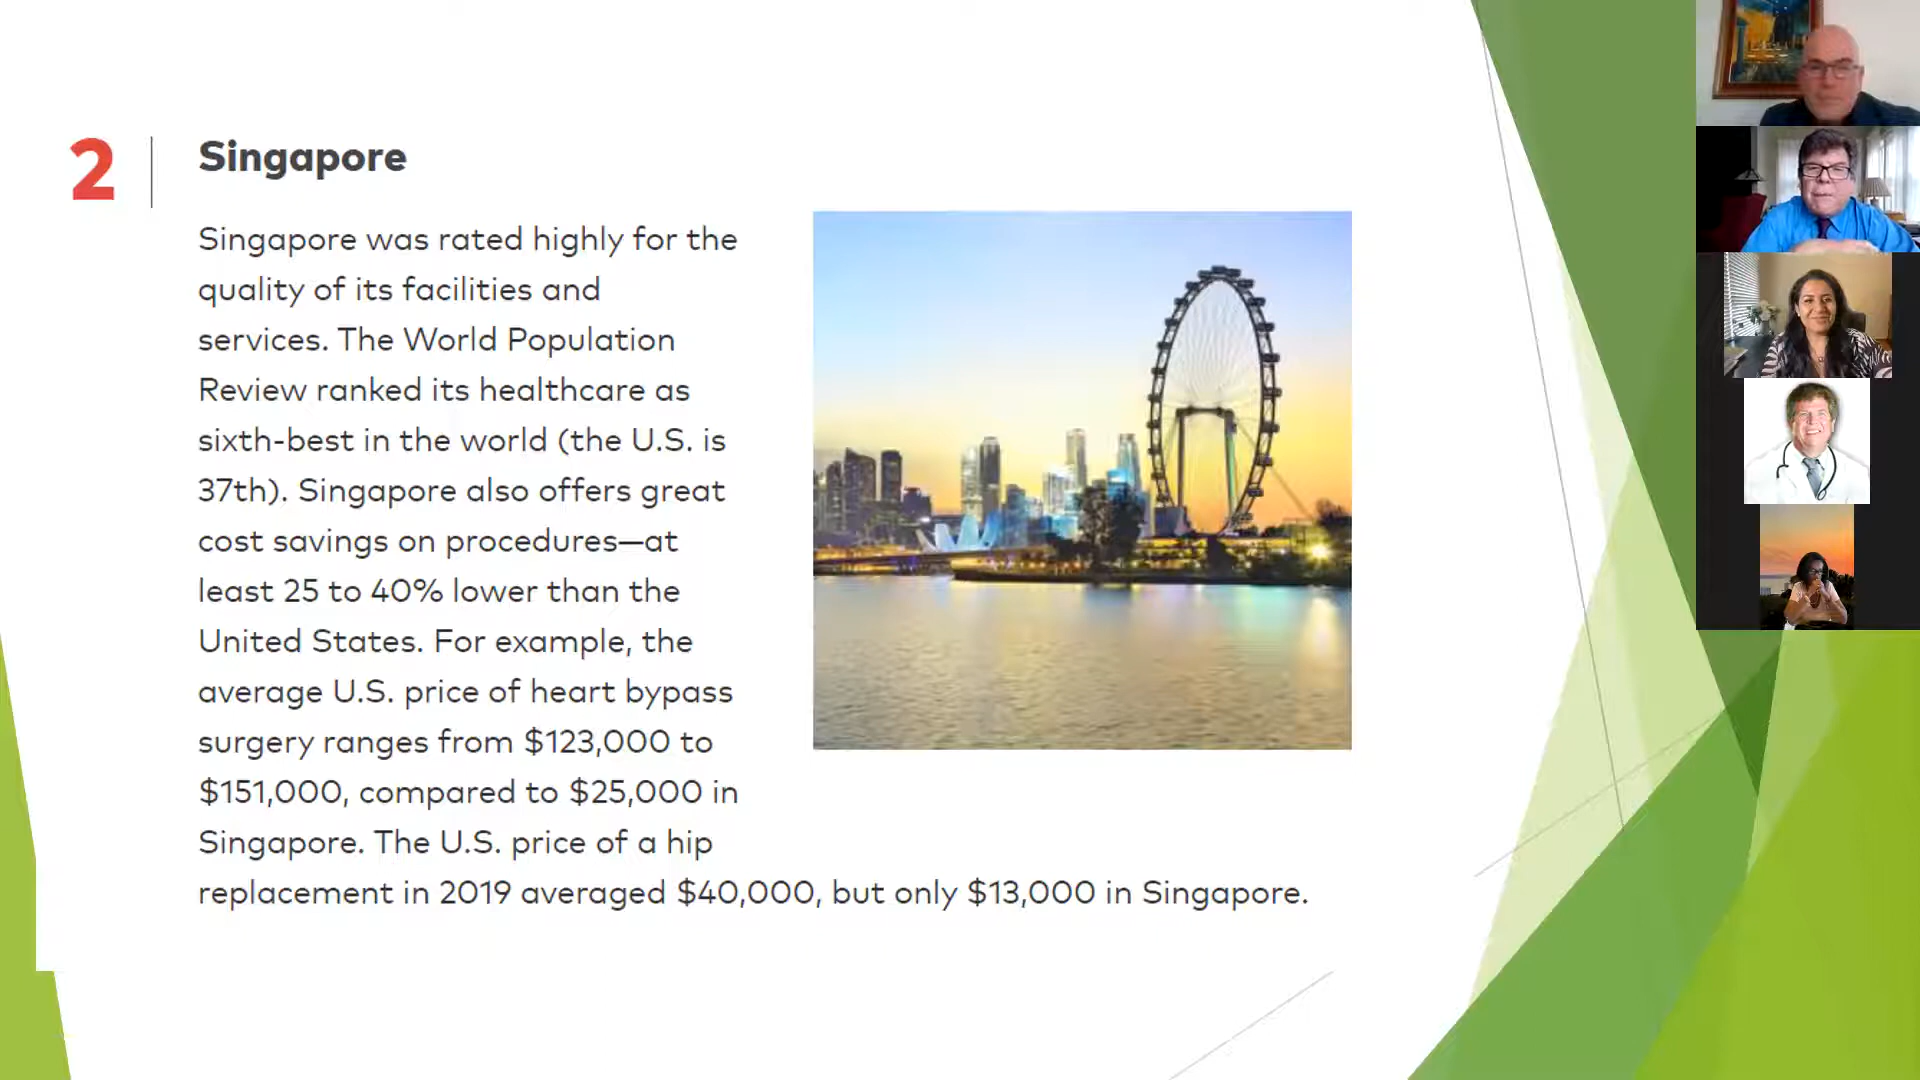 2
Singapore
Singapore was rated highly for the
quality of its facilities and
services. The World Population
Review ranked its healthcare as
sixth-best in the world (the U.S. is
37th). Singapore also offers great
cost savings on procedures—at
least 25 to 40% lower than the
United States. For example, the
average U.S. price of heart bypass
surgery ranges from $123,000 to
$151,000, compared to $25,000 in
Singapore. The U.S. price of a hip
replacement in 2019 averaged $40,000, but only $13,000 in Singapore.